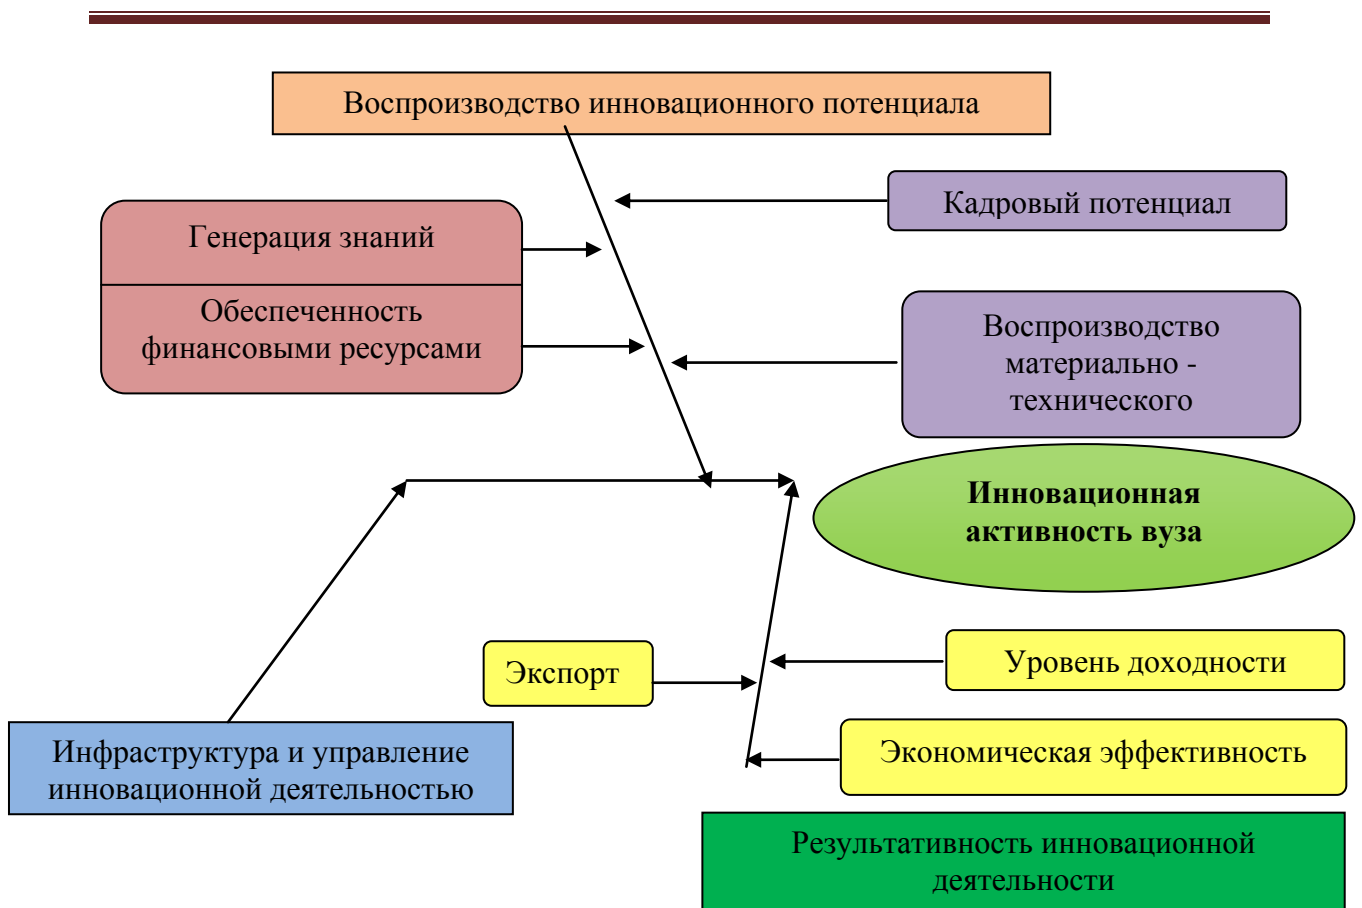 Воспроизводство инновационного потенциала
Кадровый потенциал
Генерация знаний
Обеспеченность
финансовыми ресурсами
Воспроизводство
материально -
технического
Инновационная
активность вуза
Экспорт
Уровень доходности
Инфраструктура и управление
инновационной деятельностью
Экономическая эффективность
Результативность инновационной
деятельности